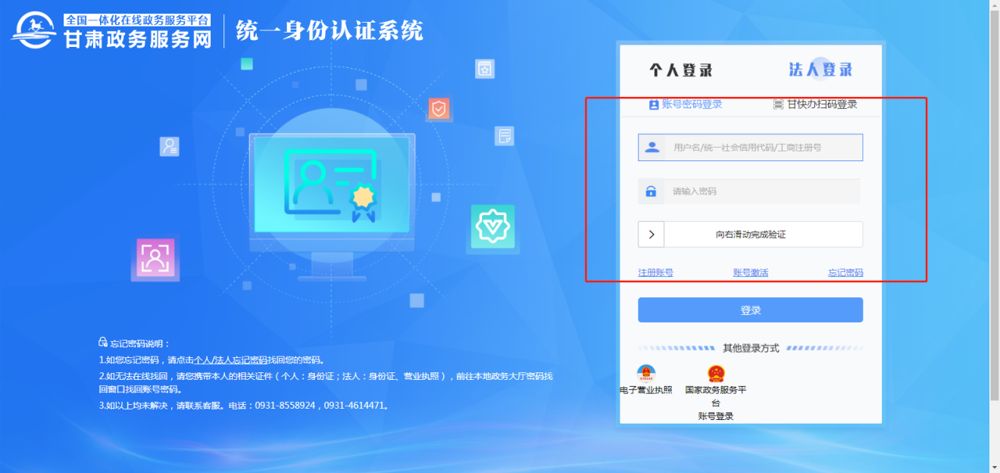 全国一体化在线政务服务平台
甘肃政务服务网
统一身份认证系统
个人登录
法人登录
账号密码登录
甘快办扫码登录
用户名/统一社会信用代码/工商注册号
请输入密码
向右滑动完成验证
注册账号
账号激活
忘记密码
登录
其他登录方式
电子营业执照
国家政务服务平
台
账号登录
忘记密码说明：
1.如您忘记密码，请点击个人/法人忘记密码找回您的密码。
2.如无法在线找回，请您携带本人的相关证件（个人：身份证；法人：身份证、营业执照），前往本地政务大厅密码找
回窗口找回账号密码。
3.如以上均未解决，请联系客服。电话：0931-8558924，0931-4614471。